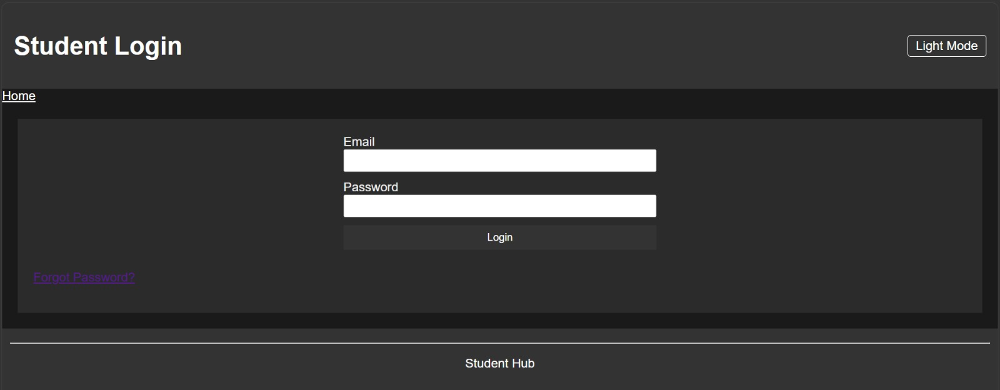 Student Login
Light Mode
Home
Email
Password
Login
Forgot Password?
Student Hub